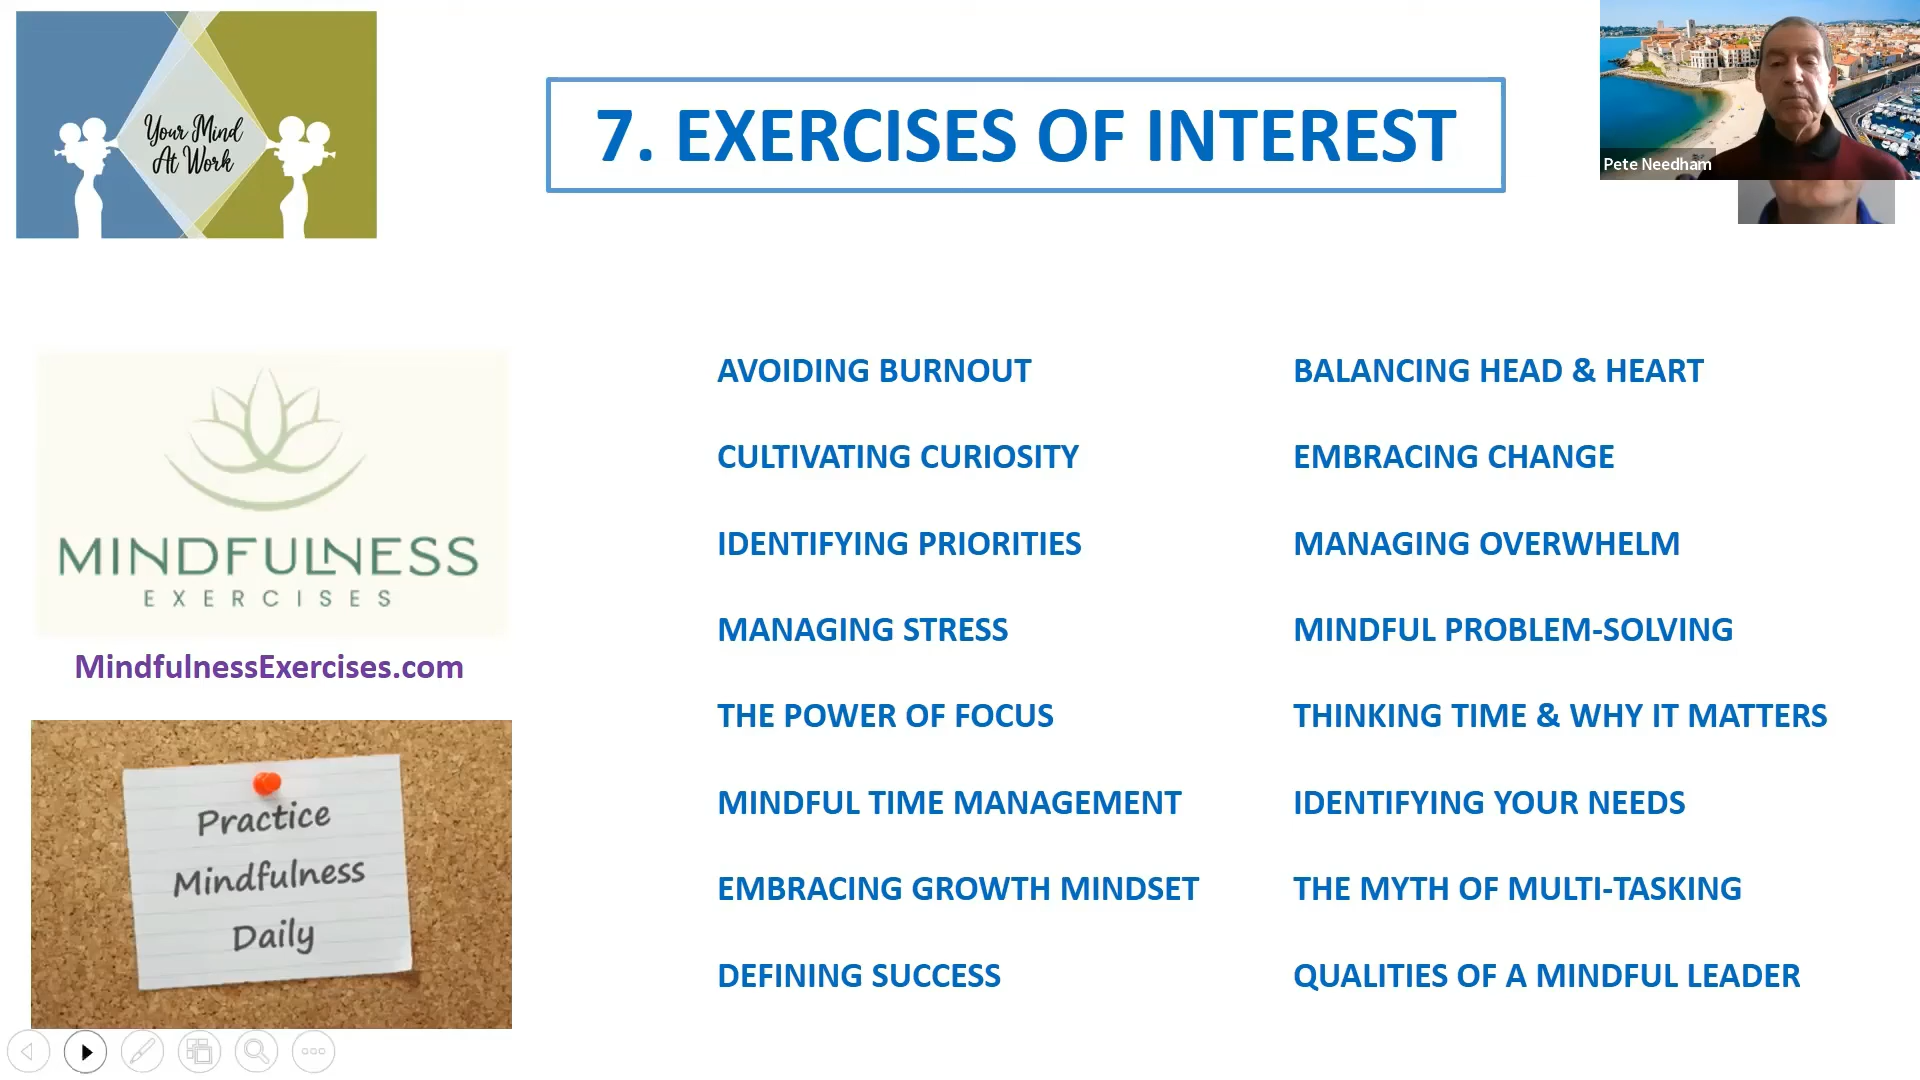 Your Mind
At Work
7. EXERCISES OF INTEREST
Pete Needham
MINDFULNESS
EXERCISES
MindfulnessExercises.com
Practice
Mindfulness
Daily
AVOIDING BURNOUT
CULTIVATING CURIOSITY
IDENTIFYING PRIORITIES
MANAGING STRESS
THE POWER OF FOCUS
MINDFUL TIME MANAGEMENT
EMBRACING GROWTH MINDSET
DEFINING SUCCESS
BALANCING HEAD & HEART
EMBRACING CHANGE
MANAGING OVERWHELM
MINDFUL PROBLEM-SOLVING
THINKING TIME & WHY IT MATTERS
IDENTIFYING YOUR NEEDS
THE MYTH OF MULTI-TASKING
QUALITIES OF A MINDFUL LEADER